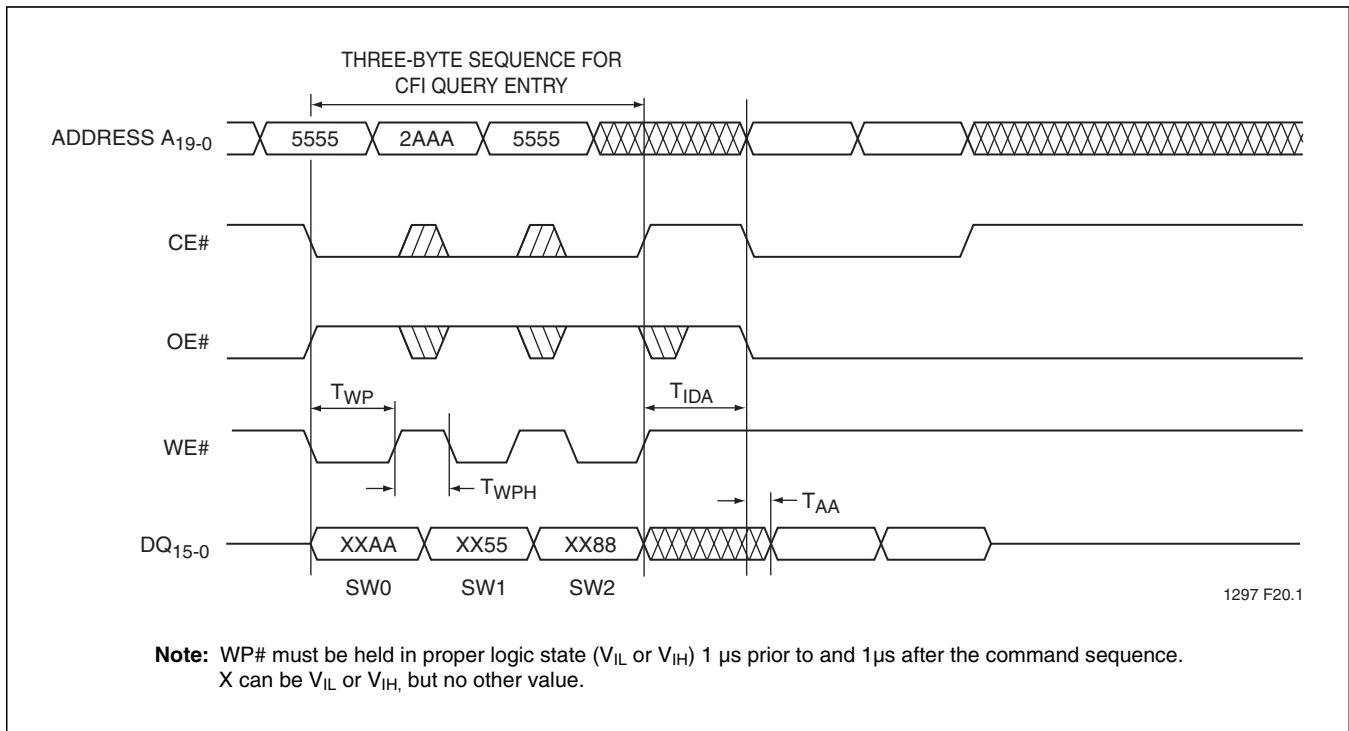 THREE-BYTE SEQUENCE FOR
CFI QUERY ENTRY
ADDRESS A19-0
5555 2AAA 5555
CE#
OE#
TWP TIDA
WE#
TWPH
TAA
DQ15-0 XXAA XX55 XX88
SW0 SW1 SW2
1297 F20.1
Note: WP# must be held in proper logic state (VIL or VIH) 1 µs prior to and 1µs after the command sequence.
X can be VIL or VIH, but no other value.